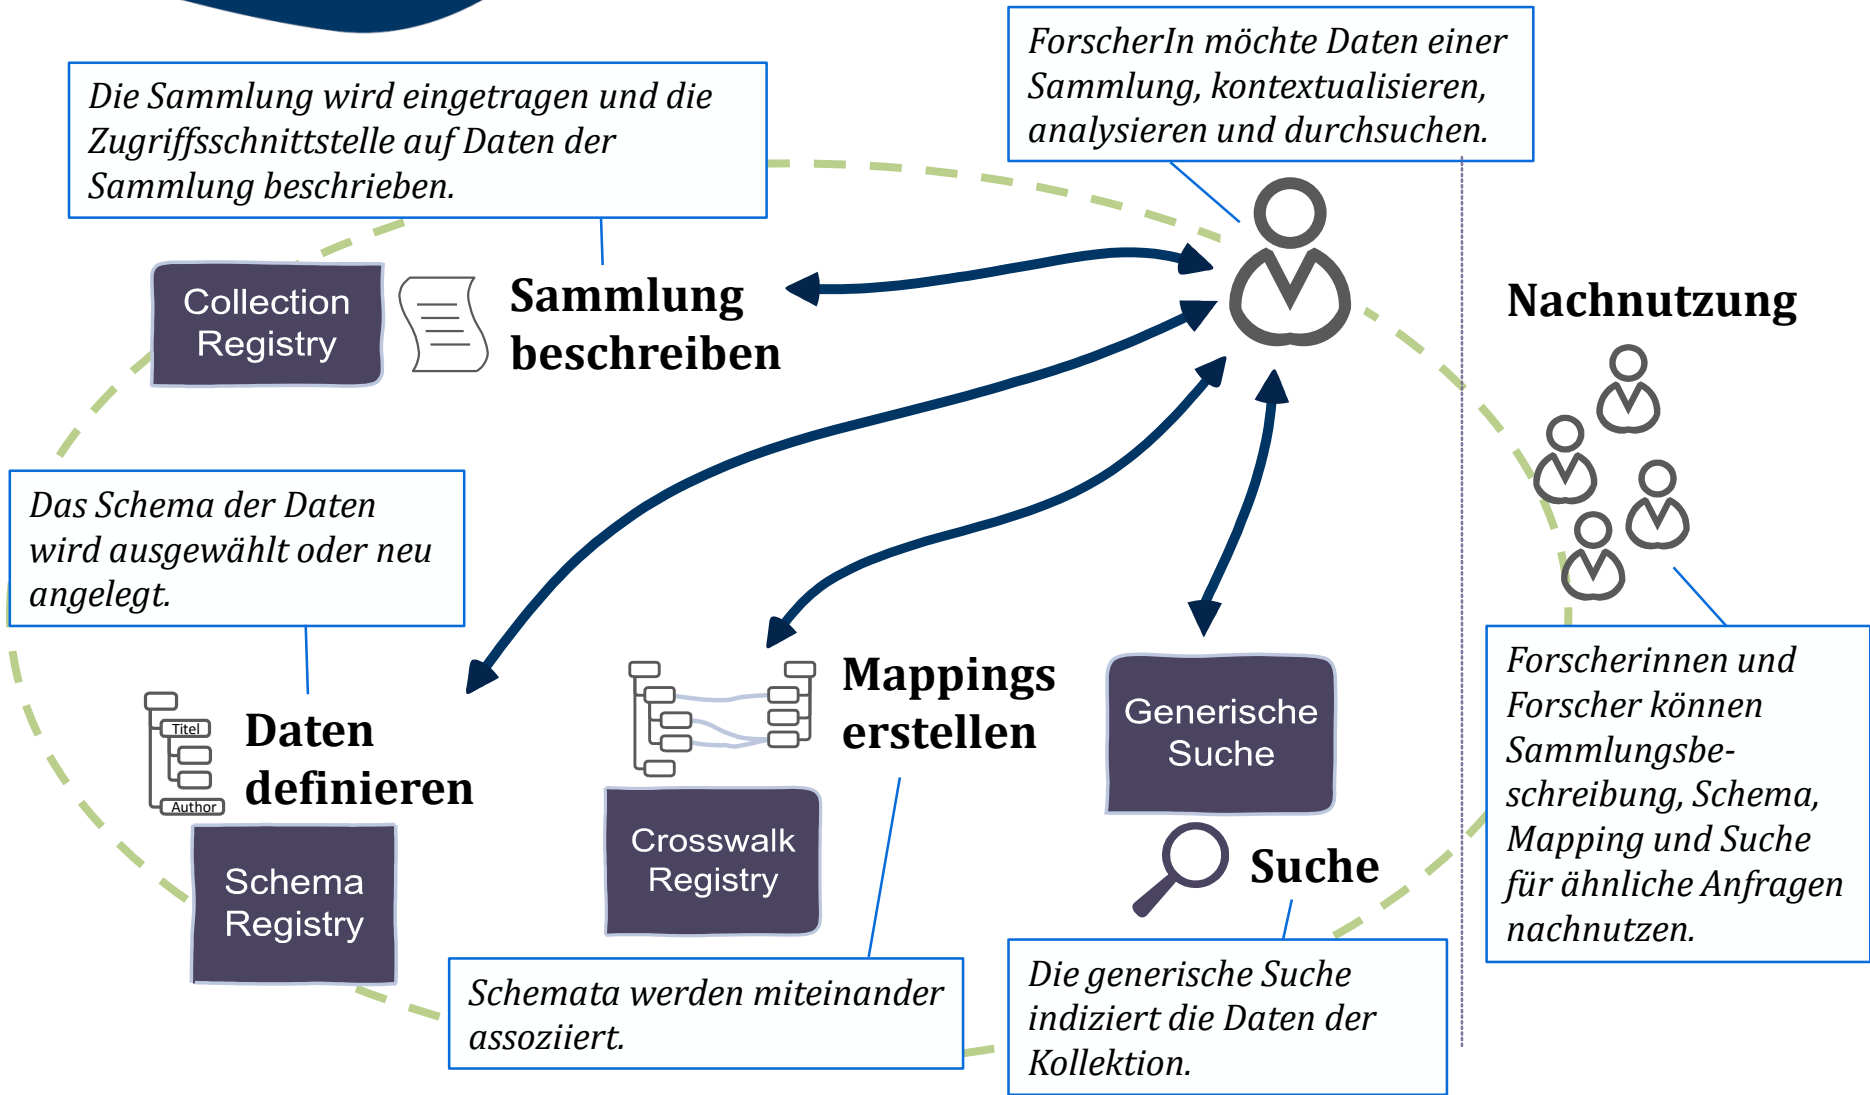 ForscherIn möchte Daten einer
Sammlung, kontextualisieren,
analysieren und durchsuchen.
Die Sammlung wird eingetragen und die
Zugriffsschnittstelle auf Daten der
Sammlung beschrieben.
Collection
Registry
Sammlung
beschreiben
Nachnutzung
Das Schema der Daten
wird ausgewählt oder neu
angelegt.
Titel
Author
Daten
definieren
Schema
Registry
Mappings
erstellen
Crosswalk
Registry
Schemata werden miteinander
assoziiert.
Generische
Suche
Suche
Die generische Suche
indiziert die Daten der
Kollektion.
Forscherinnen und
Forscher können
Sammlungsbe-
schreibung, Schema,
Mapping und Suche
für ähnliche Anfragen
nachnutzen.